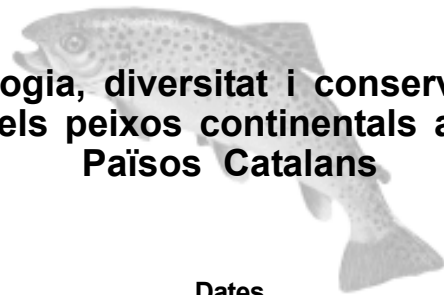 ogia, diversitat i conserv
els peixos continentals a
Països Catalans
Dates